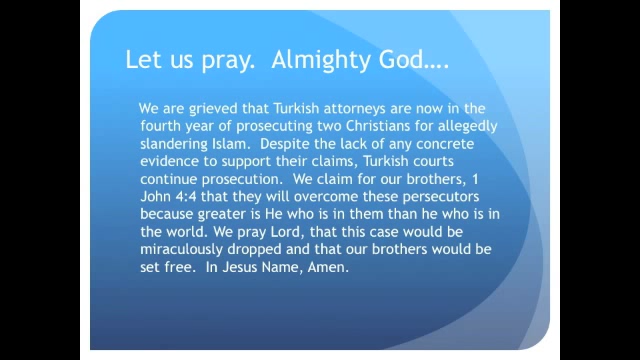 Let us pray.  Almighty God….
We are grieved that Turkish attorneys are now in the
fourth year of prosecuting two Christians for allegedly
slandering Islam.  Despite the lack of any concrete
evidence to support their claims, Turkish courts
continue prosecution.  We claim for our brothers, 1
John 4:4 that they will overcome these persecutors
because greater is He who is in them than he who is in
the world. We pray Lord, that this case would be
miraculously dropped and that our brothers would be
set free.  In Jesus Name, Amen.